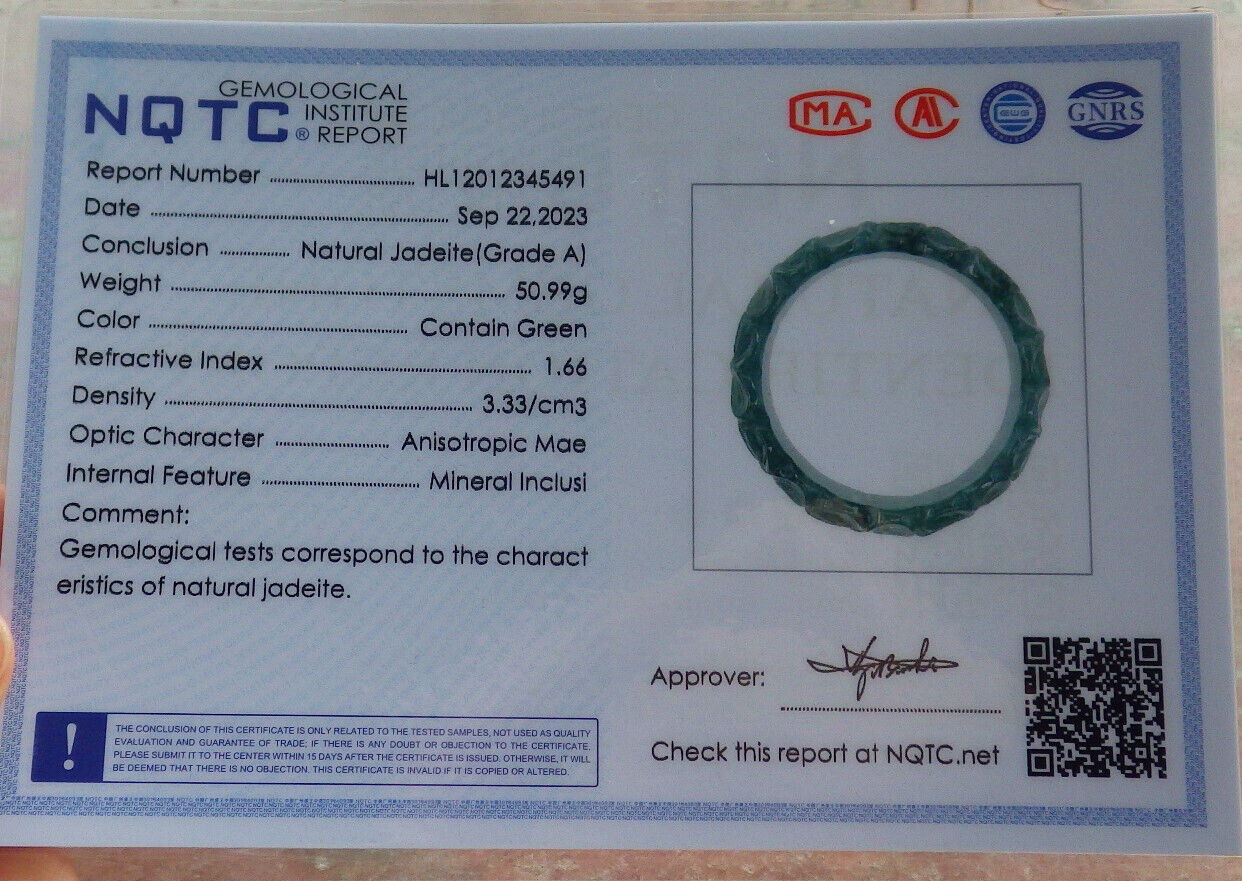 GEMOLOGICAL
NQTC® INSTITUTE
REPORT
Report Number ........................ HL12012345491
Date ........................ Sep 22,2023
Conclusion ............ Natural Jadeite(Grade A)
Weight ........................ 50.99g
Color ........................ Contain Green
Refractive Index ........................ 1.66
Density ........................ 3.33/cm3
Optic Character ............ Anisotropic Mae
Internal Feature ............ Mineral Inclusi
Comment:
Gemological tests correspond to the charact
eristics of natural jadeite.
! THE CONCLUSION OF THIS CERTIFICATE IS ONLY RELATED TO THE TESTED SAMPLES, NOT USED AS QUALITY
EVALUATION AND GUARANTEE OF TRADE; IF THERE IS ANY DOUBT OR OBJECTION TO THE CERTIFICATE,
PLEASE SUBMIT IT TO THE CENTER WITHIN 15 DAYS AFTER THE CERTIFICATE IS ISSUED. OTHERWISE, IT WILL
BE DEEMED THAT THERE IS NO OBJECTION. THIS CERTIFICATE IS INVALID IF IT IS COPIED OR ALTERED.
MA
GNRS
Approver:
Check this report at NQTC.net